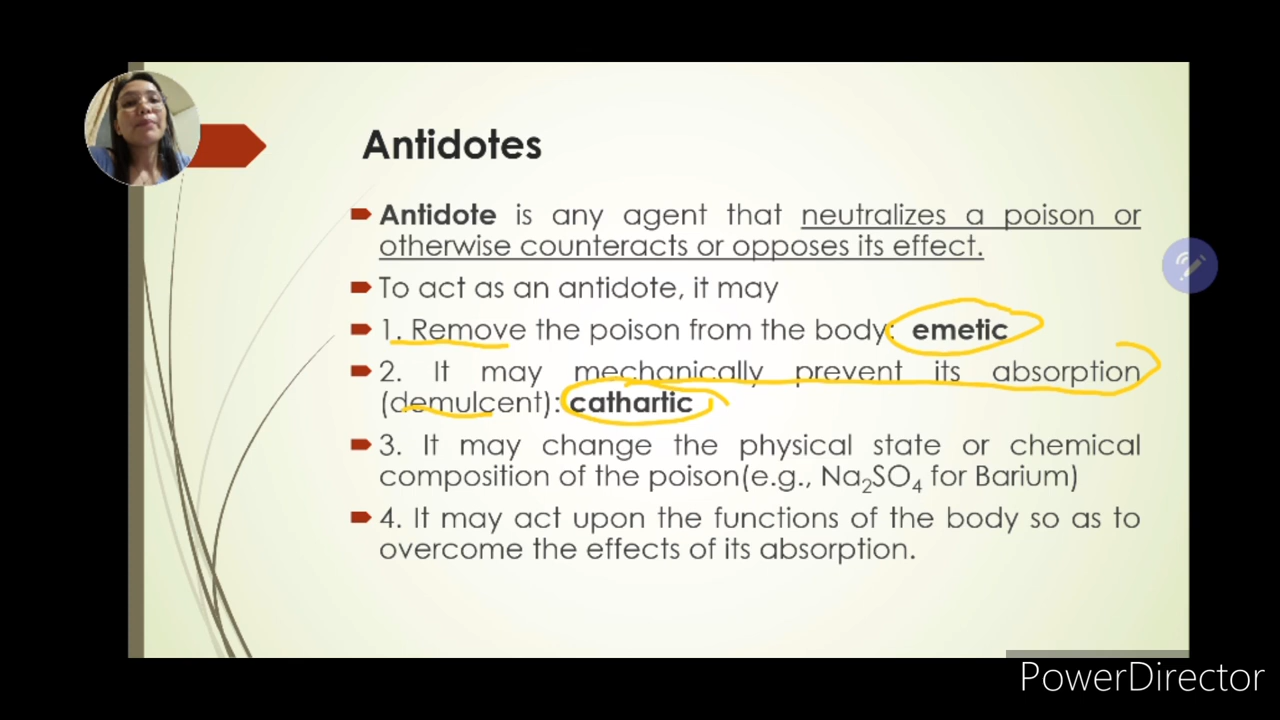 Antidotes
Antidote is any agent that neutralizes a poison or
otherwise counteracts or opposes its effect.
To act as an antidote, it may
1. Remove the poison from the body: emetic
2. It may mechanically prevent its absorption
(demulcent): cathartic
3. It may change the physical state or chemical
composition of the poison(e.g., Na₂SO₄ for Barium)
4. It may act upon the functions of the body so as to
overcome the effects of its absorption.
PowerDirector